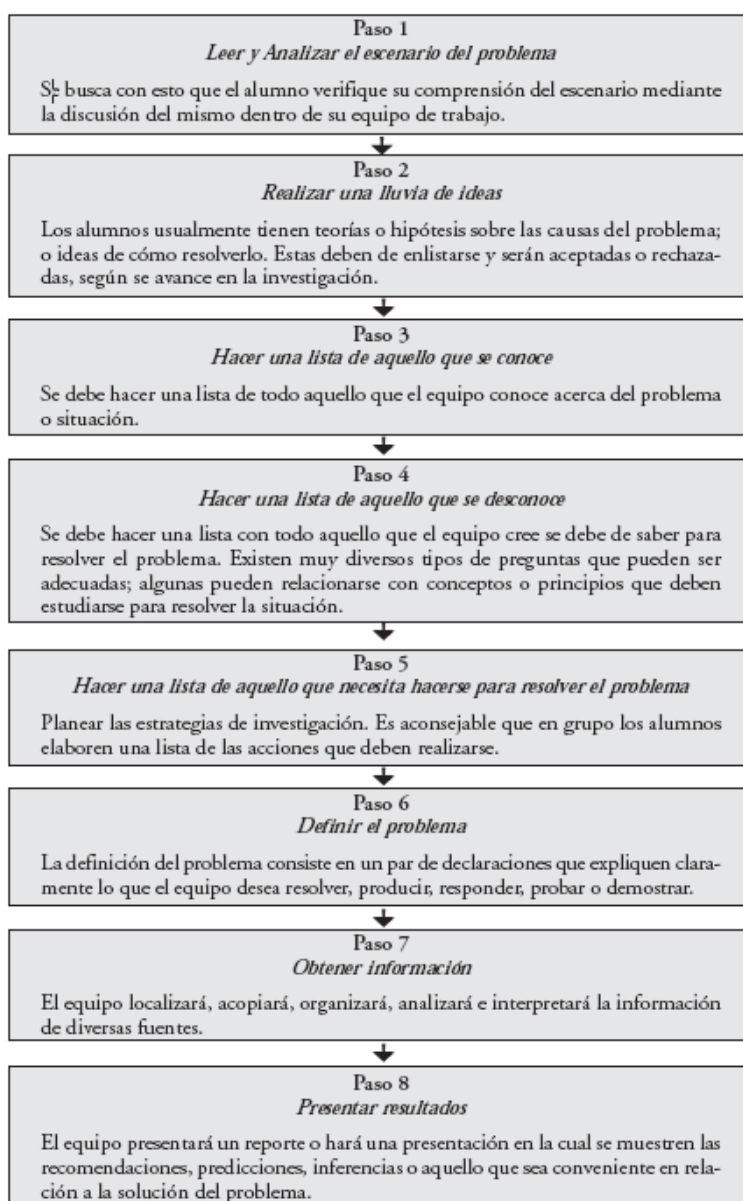 Paso 1
Leer y Analizar el escenario del problema
Se busca con esto que el alumno verifique su comprensión del escenario mediante
la discusión del mismo dentro de su equipo de trabajo.
Paso 2
Realizar una lluvia de ideas
Los alumnos usualmente tienen teorías o hipótesis sobre las causas del problema;
o ideas de cómo resolverlo. Estas deben de enlistarse y serán aceptadas o rechaza-
das, según se avance en la investigación.
Paso 3
Hacer una lista de aquello que se conoce
Se debe hacer una lista de todo aquello que el equipo conoce acerca del problema
o situación.
Paso 4
Hacer una lista de aquello que se desconoce
Se debe hacer una lista con todo aquello que el equipo cree se debe de saber para
resolver el problema. Existen muy diversos tipos de preguntas que pueden ser
adecuadas; algunas pueden relacionarse con conceptos o principios que deben
estudiarse para resolver la situación.
Paso 5
Hacer una lista de aquello que necesita hacerse para resolver el problema
Planear las estrategias de investigación. Es aconsejable que en grupo los alumnos
elaboren una lista de las acciones que deben realizarse.
Paso 6
Definir el problema
La definición del problema consiste en un par de declaraciones que expliquen clara-
mente lo que el equipo desea resolver, producir, responder, probar o demostrar.
Paso 7
Obtener información
El equipo localizará, acopiará, organizará, analizará e interpretará la información
de diversas fuentes.
Paso 8
Presentar resultados
El equipo presentará un reporte o hará una presentación en la cual se muestren las
recomendaciones, predicciones, inferencias o aquello que sea conveniente en rela-
ción a la solución del problema.